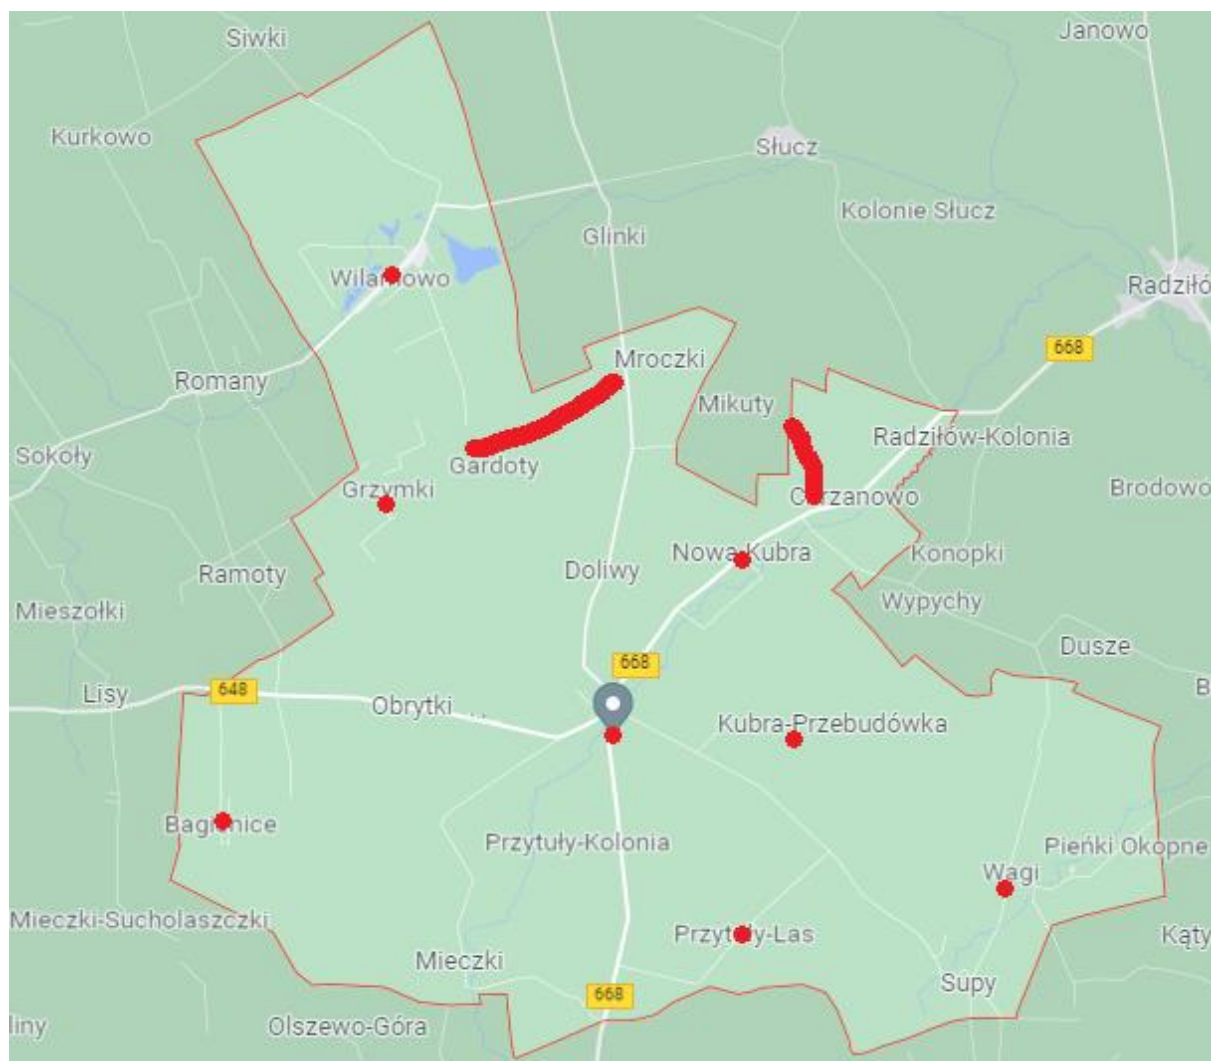 Siwki
Janowo
Kurkowo
Słucz
Kolonie Słucz
Glinki
Wilamowo
Radziłó
668
Romany
Mroczki
Mikuty
Radziłów-Kolonia
Sokoły
Gardoty
Grzymki
Brodowo
Nowa Kubra
Konopki
Ramoty
Doliwy
Mieszołki
Wypychy
Dusze
668
Lisy
648
B
Obrytki
Kubra-Przebudówka
Bagienice
Przytuły-Kolonia
Pieńki Okopne
Wagi
Mieczki-Sucholaszczki
Przytuły-Las
Kąty
Mieczki
Supy
668
liny
Olszewo-Góra